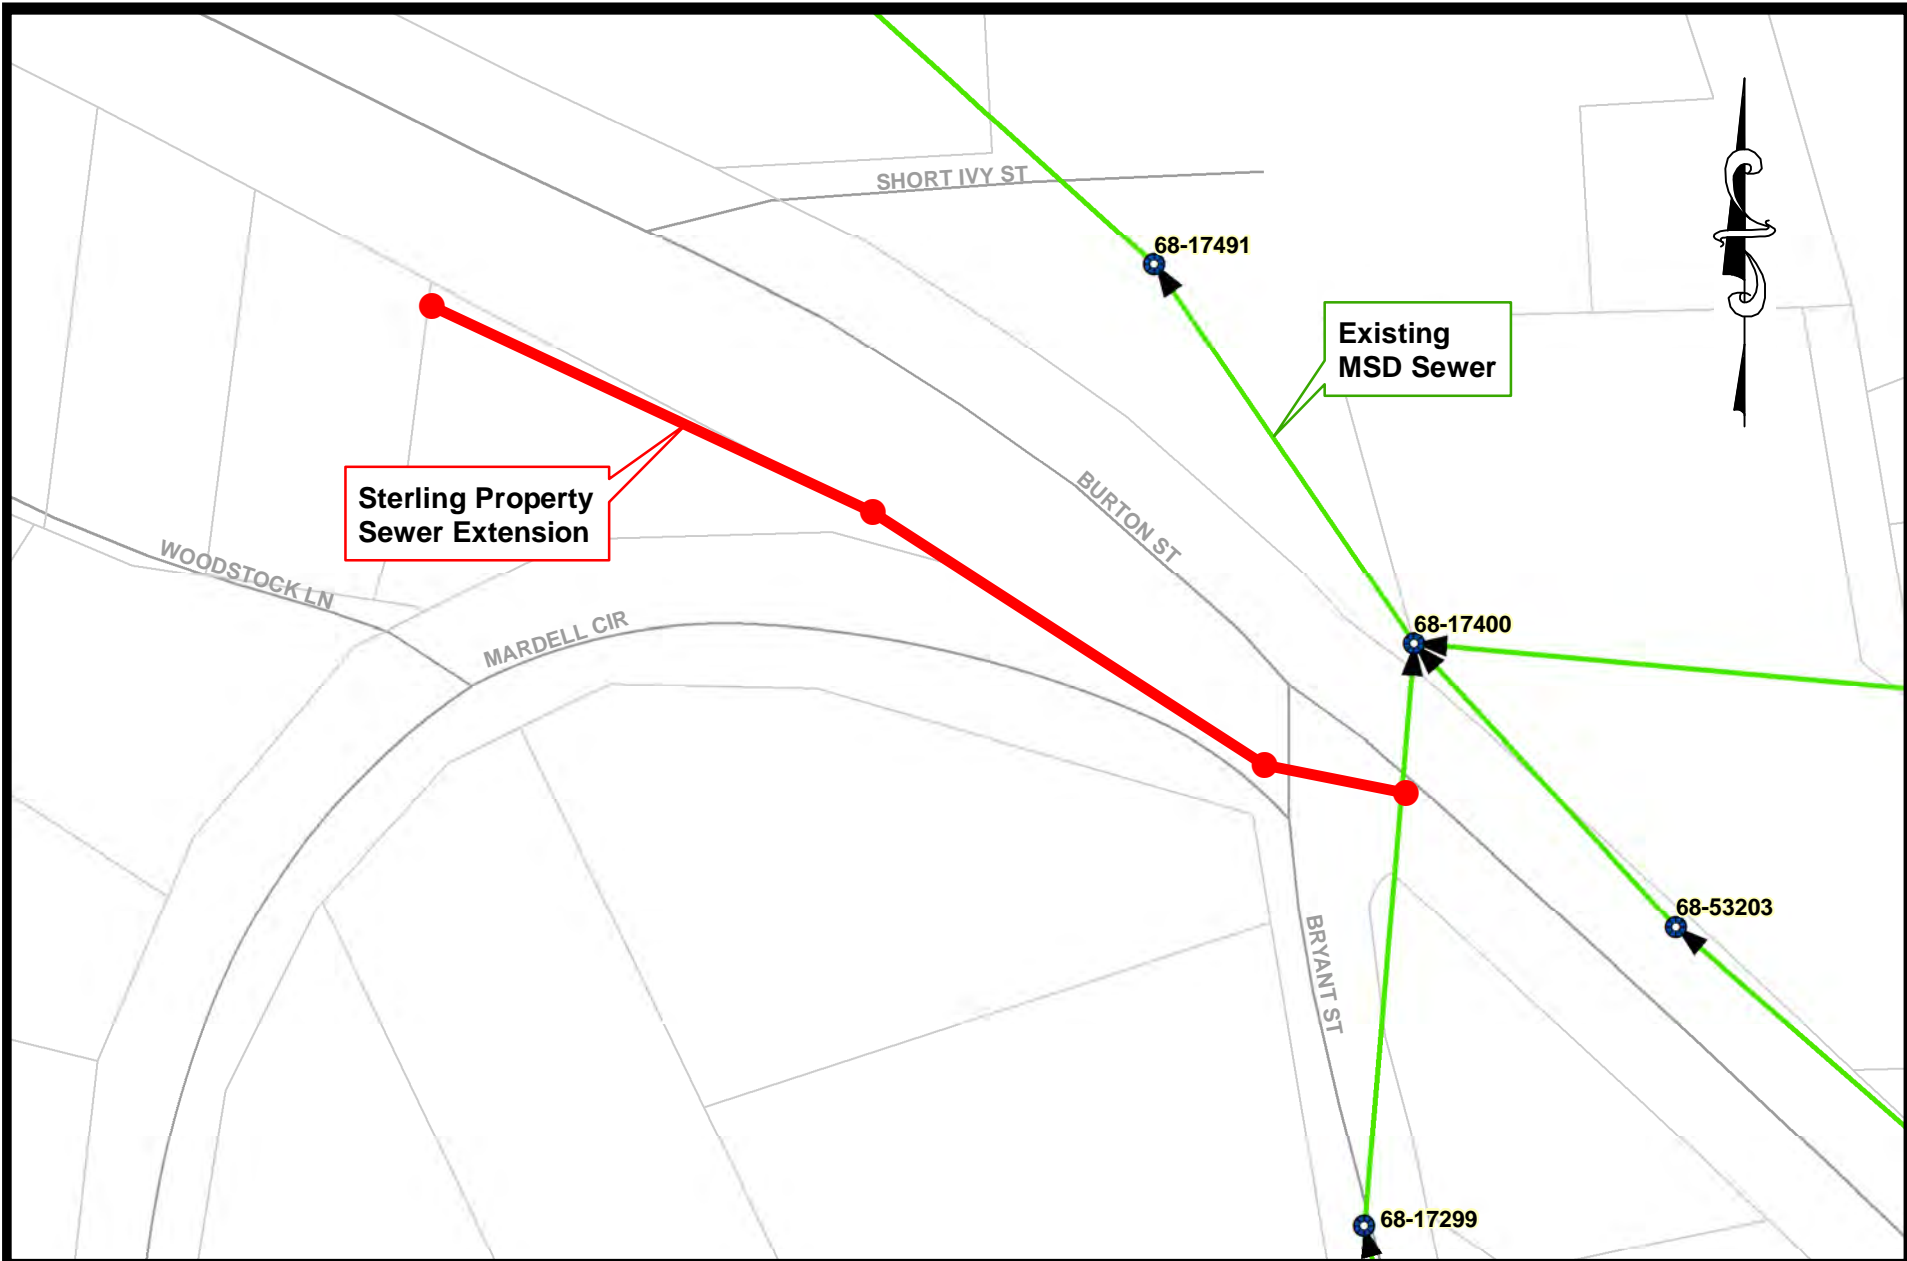 SHORT IVY ST
68-17491
Existing
MSD Sewer
Sterling Property
Sewer Extension
BURTON ST
WOODSTOCK LN
MARDELL CIR
68-17400
68-53203
BRYANT ST
68-17299